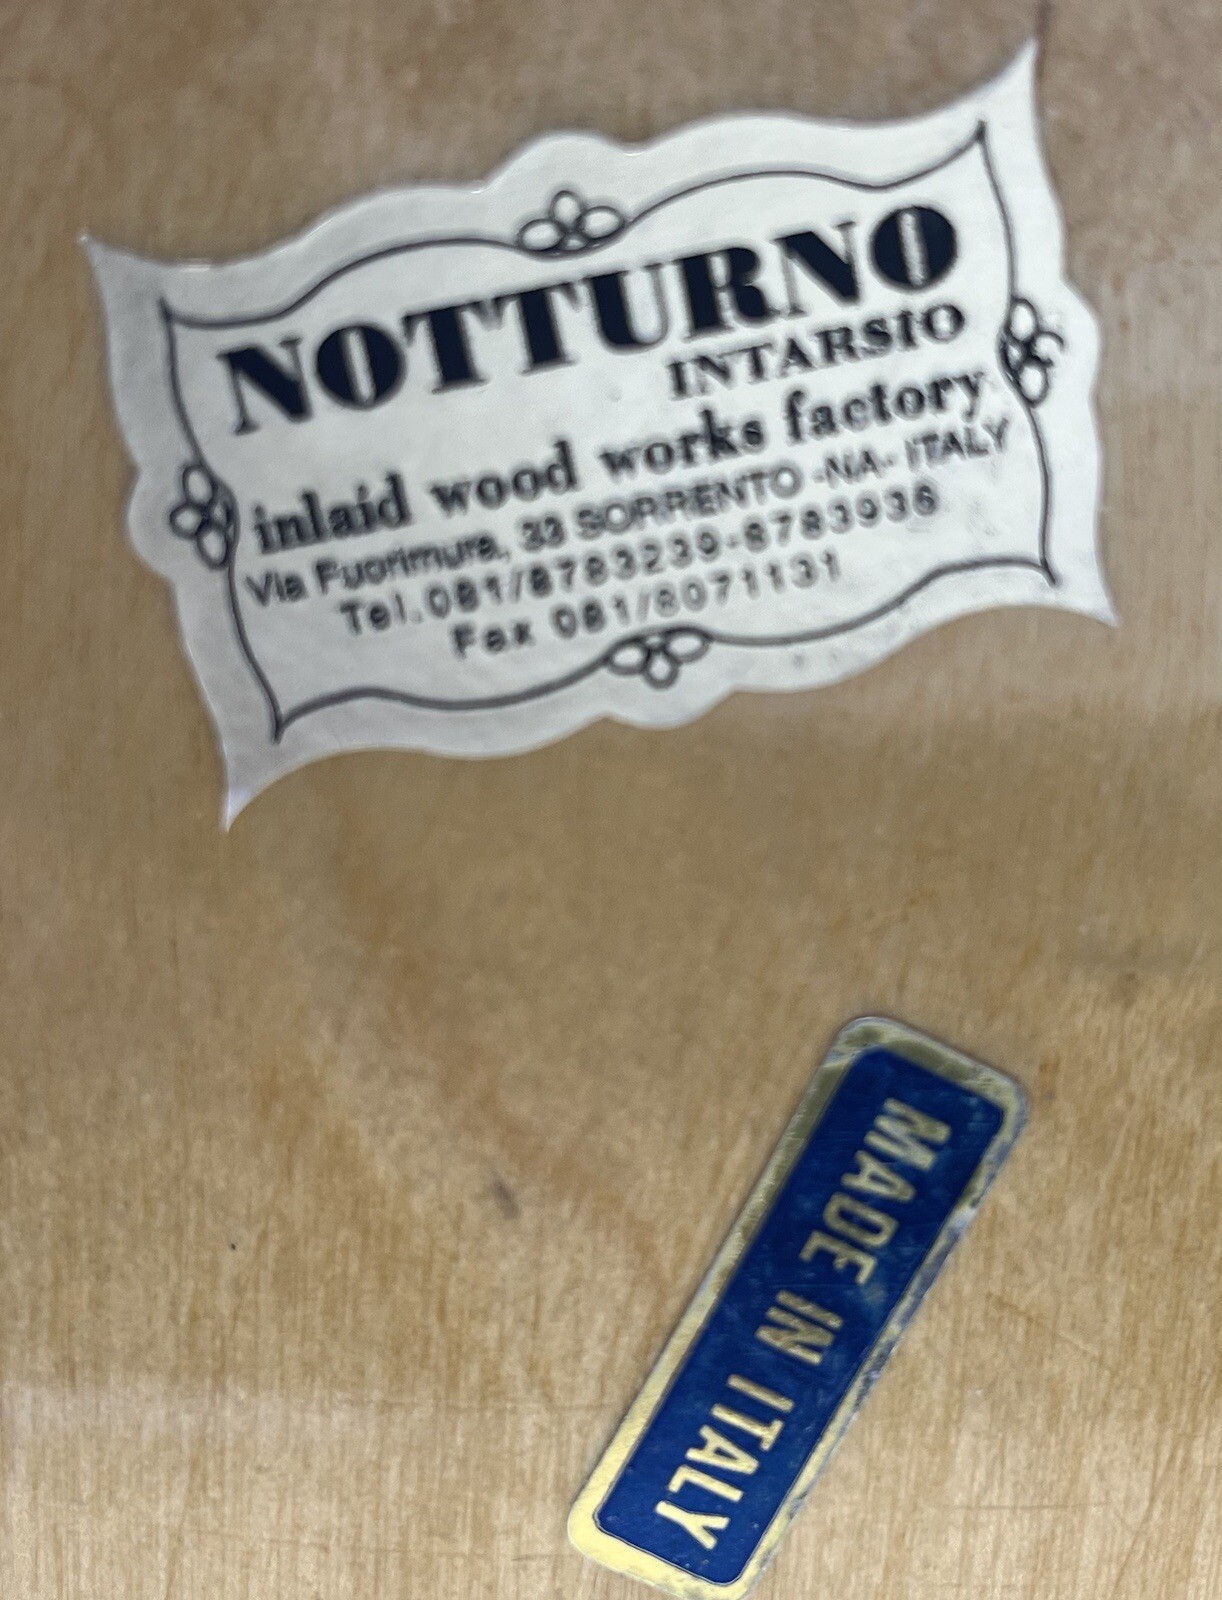 NOTTURNO
INTARSIO
inlaid wood works factory
Via Fuorimura, 33 SORRENTO -NA- ITALY
Tel. 081/8783239-8783936
Fax 081/8071131
MADE IN ITALY